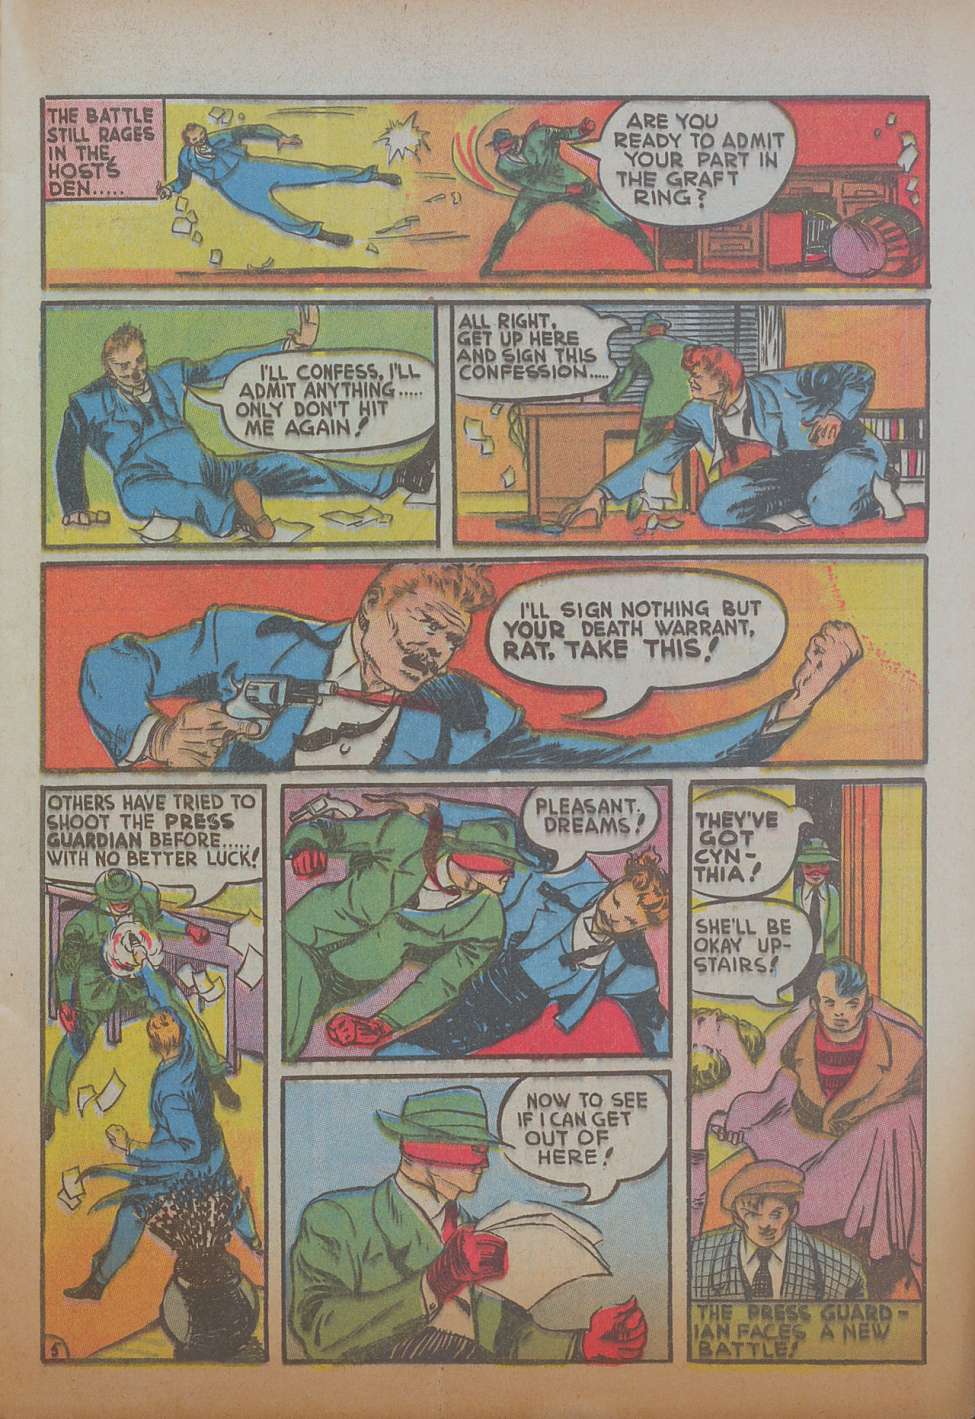 THE BATTLE
STILL RAGES
IN THE
HOST'S
DEN.....
ARE YOU
READY TO ADMIT
YOUR PART IN
THE GRAFT
RING?
I'LL CONFESS, I'LL
ADMIT ANYTHING.....
ONLY DON'T HIT
ME AGAIN!
ALL RIGHT,
GET UP HERE
AND SIGN THIS
CONFESSION.....
I'LL SIGN NOTHING BUT
YOUR DEATH WARRANT,
RAT, TAKE THIS!
OTHERS HAVE TRIED TO
SHOOT THE PRESS
GUARDIAN BEFORE.....
WITH NO BETTER LUCK!
PLEASANT
DREAMS!
NOW TO SEE
IF I CAN GET
OUT OF
HERE!
THEY'VE
GOT
CYN-
THIA!
SHE'LL BE
OKAY UP-
STAIRS!
THE PRESS GUARD-
IAN FACES A NEW
BATTLE!
5